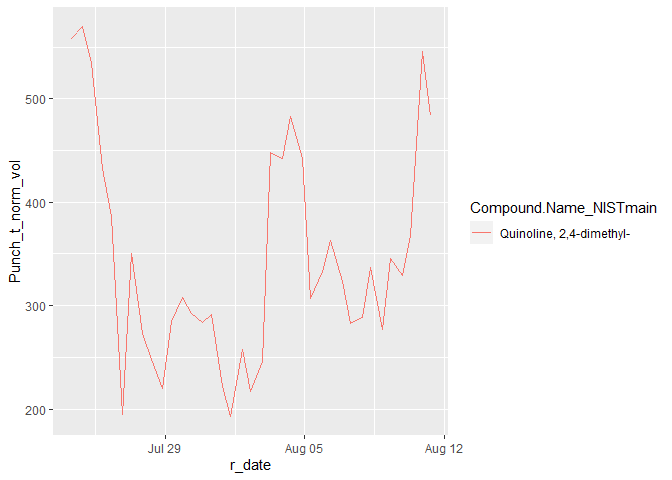 500
400
300
200
Punch_t_norm_vol
Jul 29
Aug 05
Aug 12
r_date
Compound.Name_NISTmain
Quinoline, 2,4-dimethyl-